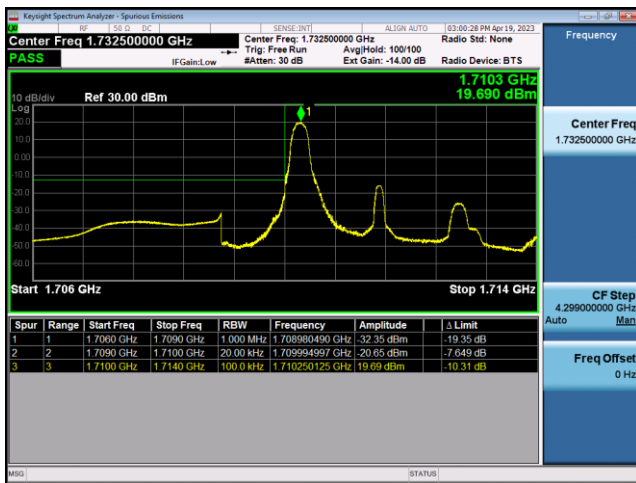 Keysight Spectrum Analyzer - Spurious Emissions
RF 50 Ω DC SENSE:INT ALIGN AUTO 03:00:28 PM Apr 19, 2023
Center Freq 1.732500000 GHz Center Freq: 1.732500000 GHz Radio Std: None Frequency
Trig: Free Run Avg|Hold: 100/100
PASS IFGain:Low #Atten: 30 dB Ext Gain: -14.00 dB Radio Device: BTS
1.7103 GHz
10 dB/div Ref 30.00 dBm 19.690 dBm
Log
1
20.0
10.0
0.00
-10.0
-20.0
-30.0
-40.0
-50.0
-60.0
Start 1.706 GHz Stop 1.714 GHz
Spur Range Start Freq Stop Freq RBW Frequency Amplitude Δ Limit
1 1 1.7060 GHz 1.7090 GHz 1.000 MHz 1.708980490 GHz -32.35 dBm -19.35 dB
2 2 1.7090 GHz 1.7100 GHz 20.00 kHz 1.709994997 GHz -20.65 dBm -7.649 dB
3 3 1.7100 GHz 1.7140 GHz 100.0 kHz 1.710250125 GHz 19.69 dBm -10.31 dB
Center Freq
1.732500000 GHz
CF Step
4.299000000 GHz
Auto Man
Freq Offset
0 Hz
MSG STATUS